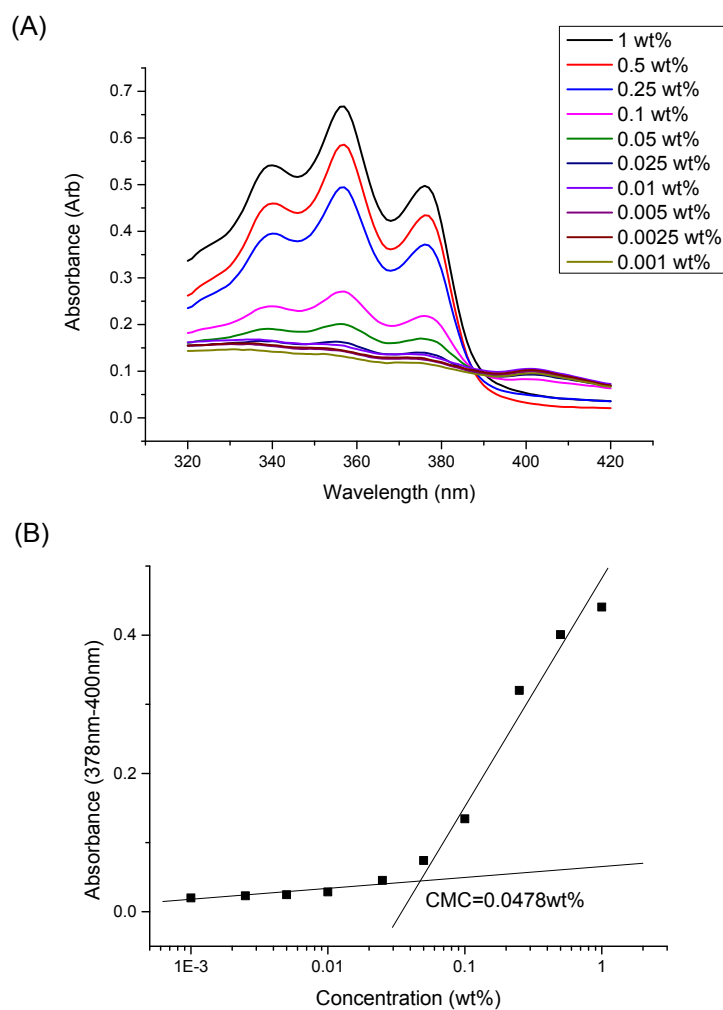 (A)
1 wt%
0.5 wt%
0.25 wt%
0.1 wt%
0.05 wt%
0.025 wt%
0.01 wt%
0.005 wt%
0.0025 wt%
0.001 wt%
0.7
0.6
0.5
0.4
0.3
0.2
0.1
0.0
Absorbance (Arb)
320 340 360 380 400 420
Wavelength (nm)
(B)
0.4
0.2
0.0
Absorbance (378nm-400nm)
CMC=0.0478wt%
1E-3 0.01 0.1 1
Concentration (wt%)